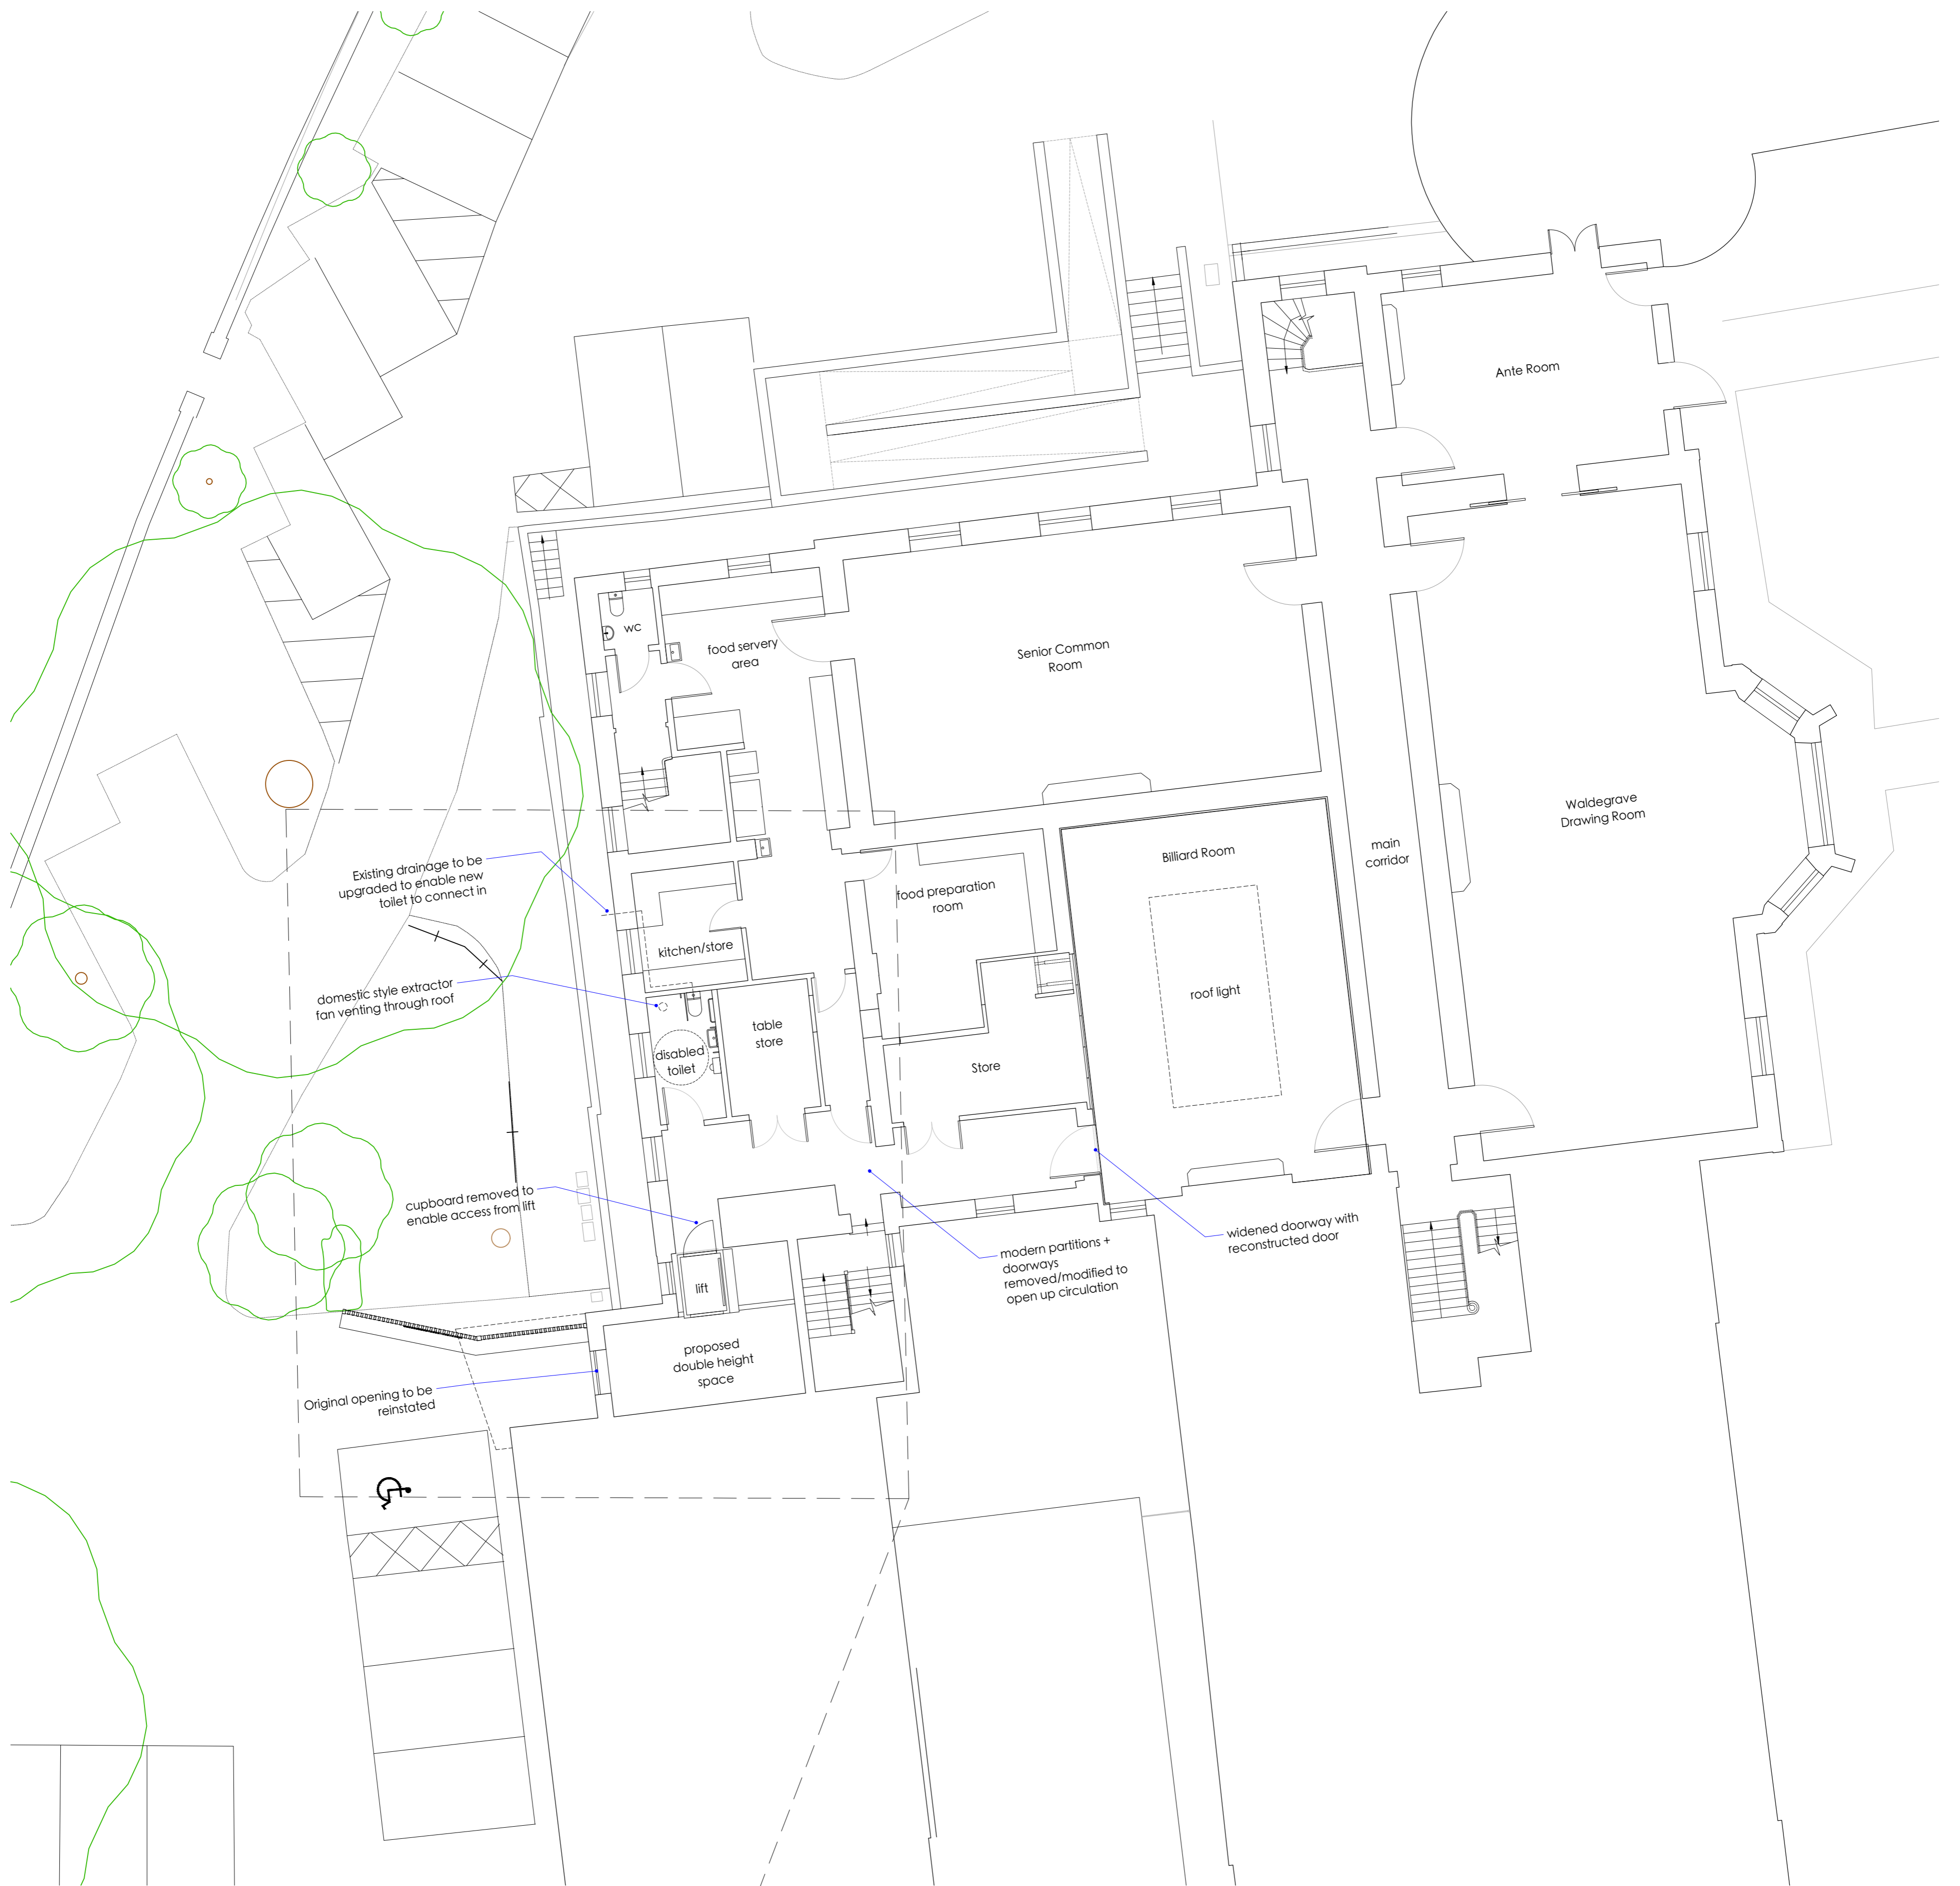 Ante Room
wc
food servery
area
Senior Common
Room
Waldegrave
Drawing Room
main
corridor
Billiard Room
Existing drainage to be
upgraded to enable new
toilet to connect in
food preparation
room
kitchen/store
roof light
domestic style extractor
fan venting through roof
table
store
disabled
toilet
Store
cupboard removed to
enable access from lift
widened doorway with
reconstructed door
modern partitions +
doorways
removed/modified to
open up circulation
lift
proposed
double height
space
Original opening to be
reinstated